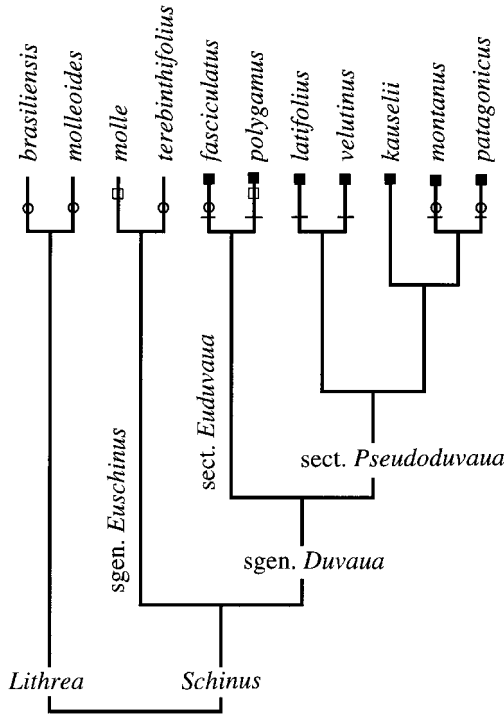 brasiliensis
molleoides
molle
terebinthifolius
fasciculatus
polygamus
latifolius
velutinus
kauselii
montanus
patagonicus
sgen. Euschinus
sect. Euduvaua
sect. Pseudoduvaua
sgen. Duvaua
Lithrea
Schinus